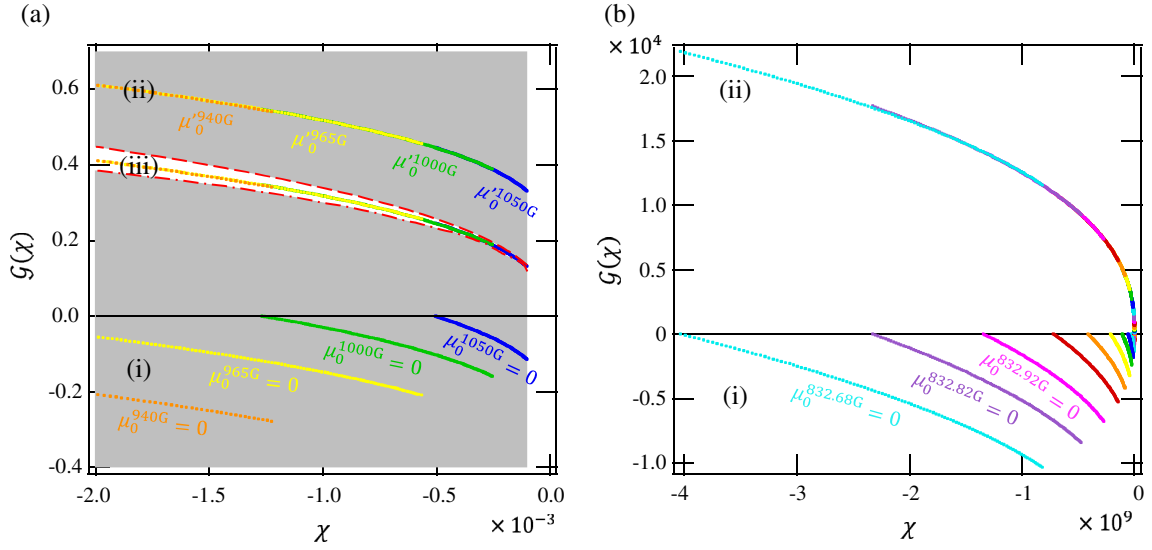 (a)
0.6
0.4
0.2
0.0
-0.2
-0.4
𝒢(χ)
(ii)
μ′₀^940G
μ′₀^965G
μ′₀^1000G
μ′₀^1050G
(iii)
(i)
μ₀^1000G = 0
μ₀^1050G = 0
μ₀^965G = 0
μ₀^940G = 0
-2.0 -1.5 -1.0 -0.5 0.0
χ
× 10⁻³
(b)
× 10⁴
2.0
1.5
1.0
0.5
0
-0.5
-1.0
𝒢(χ)
(ii)
(i)
μ₀^832.68G = 0
μ₀^832.82G = 0
μ₀^832.92G = 0
-4 -3 -2 -1 0
χ
× 10⁹